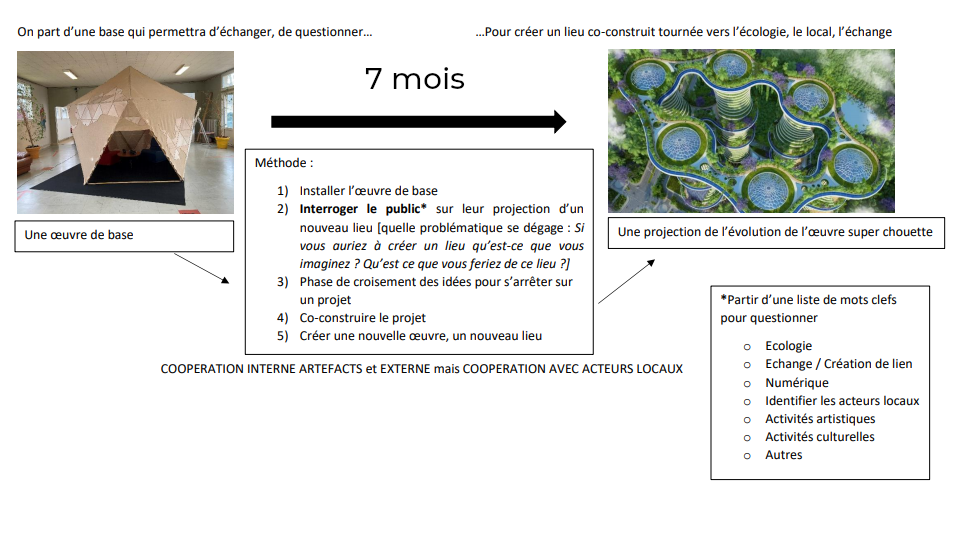 On part d’une base qui permettra d’échanger, de questionner…
…Pour créer un lieu co-construit tournée vers l’écologie, le local, l’échange
7 mois
Une œuvre de base
Méthode :
1) Installer l’œuvre de base
2) Interroger le public* sur leur projection d’un
nouveau lieu [quelle problématique se dégage : Si
vous auriez à créer un lieu qu’est-ce que vous
imaginez ? Qu’est ce que vous feriez de ce lieu ?]
3) Phase de croisement des idées pour s’arrêter sur
un projet
4) Co-construire le projet
5) Créer une nouvelle œuvre, un nouveau lieu
Une projection de l’évolution de l’œuvre super chouette
COOPERATION INTERNE ARTEFACTS et EXTERNE mais COOPERATION AVEC ACTEURS LOCAUX
*Partir d’une liste de mots clefs
pour questionner
o Ecologie
o Echange / Création de lien
o Numérique
o Identifier les acteurs locaux
o Activités artistiques
o Activités culturelles
o Autres